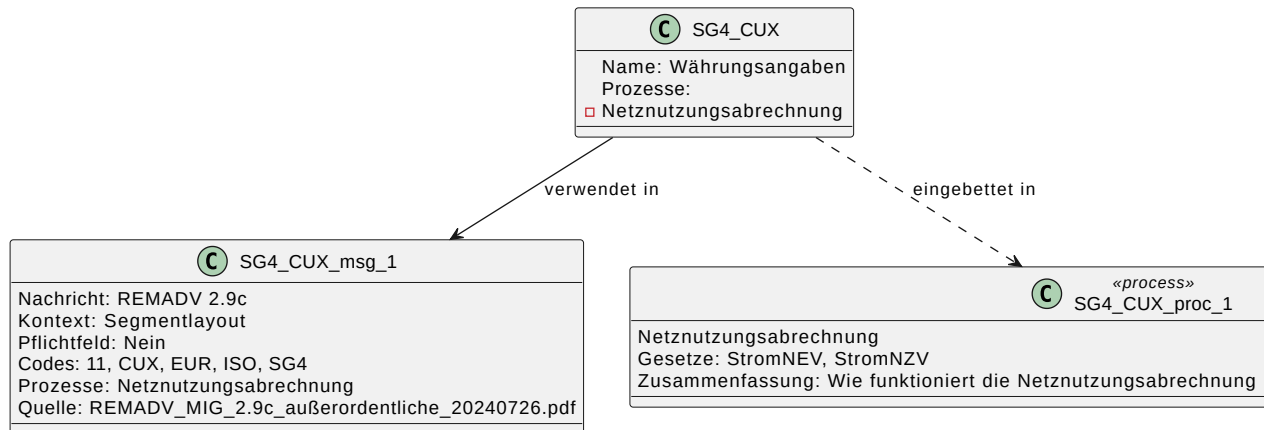 C SG4_CUX
Name: Währungsangaben
Prozesse:
Netznutzungsabrechnung
verwendet in
eingebettet in
C SG4_CUX_msg_1
Nachricht: REMADV 2.9c
Kontext: Segmentlayout
Pflichtfeld: Nein
Codes: 11, CUX, EUR, ISO, SG4
Prozesse: Netznutzungsabrechnung
Quelle: REMADV_MIG_2.9c_außerordentliche_20240726.pdf
C «process»
SG4_CUX_proc_1
Netznutzungsabrechnung
Gesetze: StromNEV, StromNZV
Zusammenfassung: Wie funktioniert die Netznutzungsabrechnung